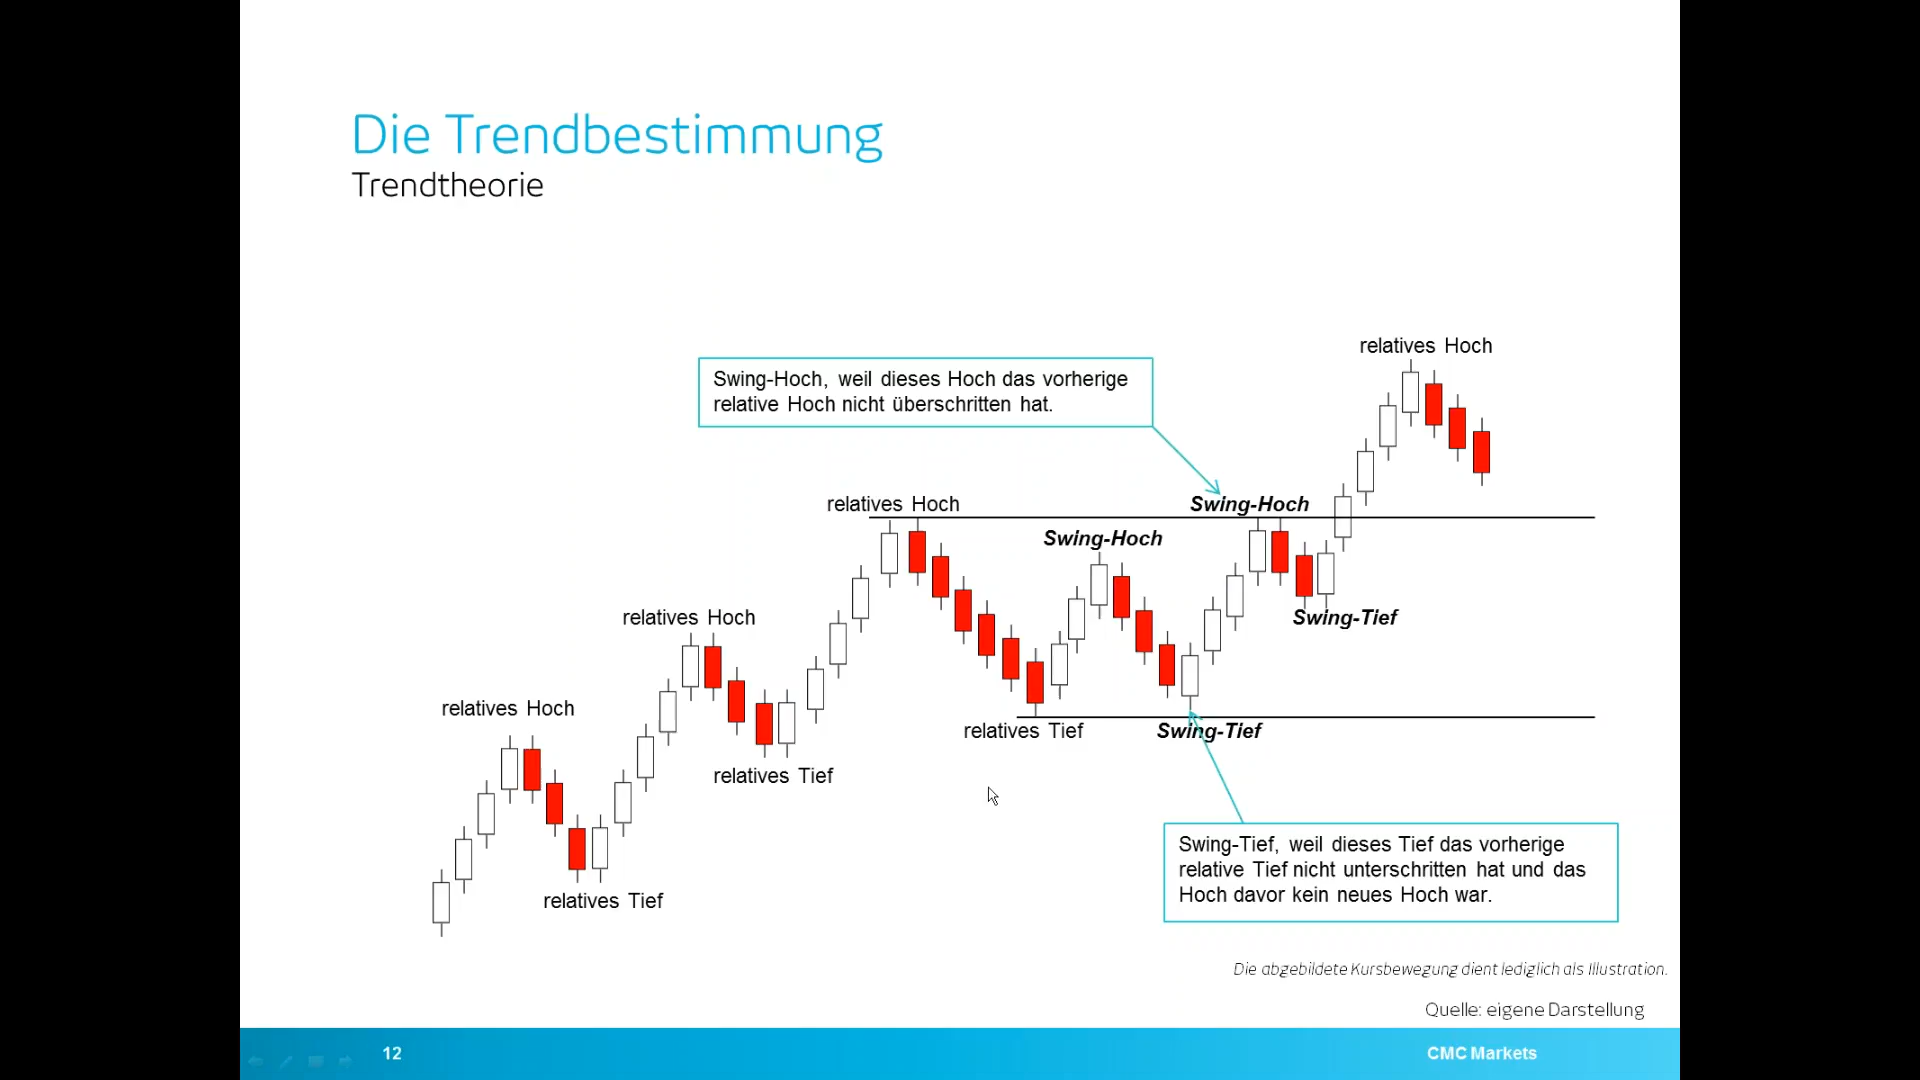 Die Trendbestimmung
Trendtheorie
relatives Hoch
Swing-Hoch, weil dieses Hoch das vorherige
relative Hoch nicht überschritten hat.
relatives Hoch
Swing-Hoch
Swing-Hoch
relatives Hoch
Swing-Tief
relatives Hoch
relatives Tief
Swing-Tief
relatives Tief
Swing-Tief, weil dieses Tief das vorherige
relative Tief nicht unterschritten hat und das
Hoch davor kein neues Hoch war.
relatives Tief
Die abgebildete Kursbewegung dient lediglich als Illustration.
Quelle: eigene Darstellung
12
CMC Markets